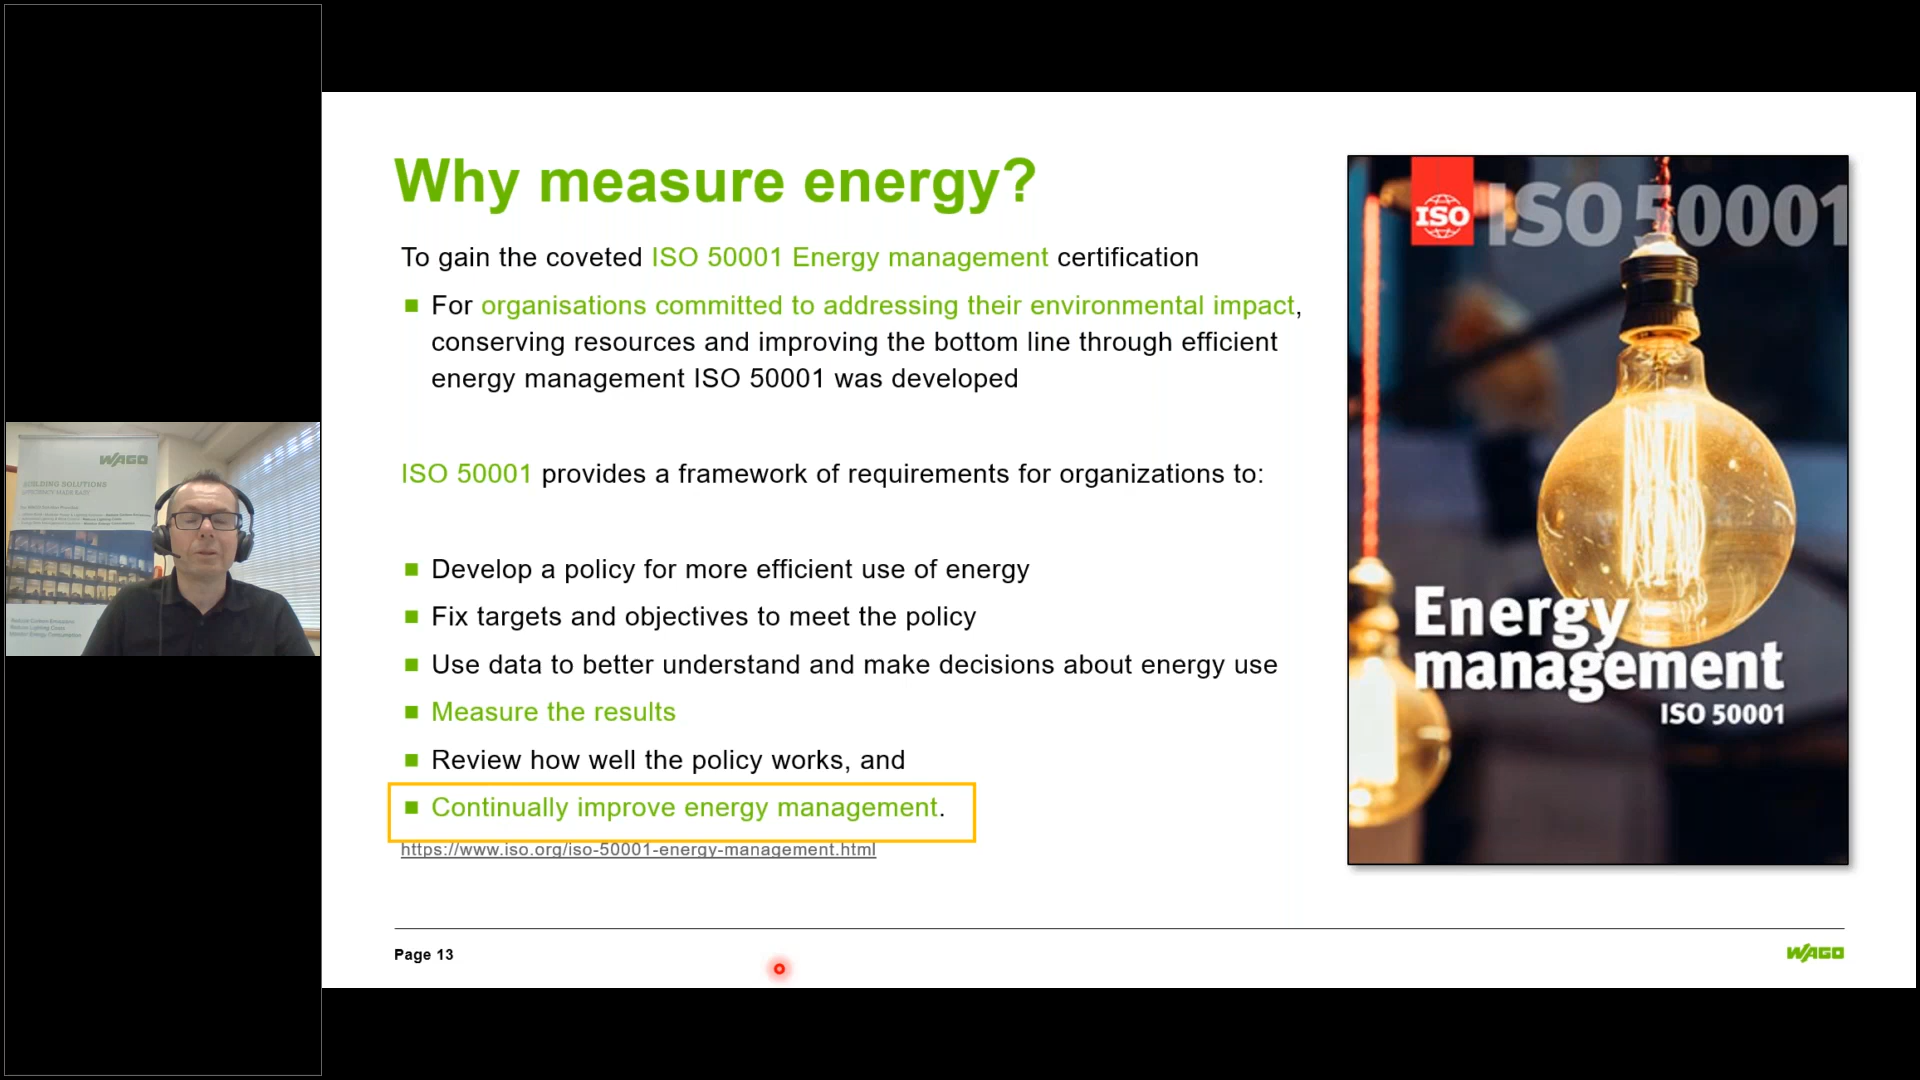 WAGO
BUILDING SOLUTIONS
Why measure energy?
To gain the coveted ISO 50001 Energy management certification
■ For organisations committed to addressing their environmental impact,
conserving resources and improving the bottom line through efficient
energy management ISO 50001 was developed
ISO 50001 provides a framework of requirements for organizations to:
■ Develop a policy for more efficient use of energy
■ Fix targets and objectives to meet the policy
■ Use data to better understand and make decisions about energy use
■ Measure the results
■ Review how well the policy works, and
■ Continually improve energy management.
https://www.iso.org/iso-50001-energy-management.html
ISO ISO 50001
Energy
management
ISO 50001
Page 13
WAGO